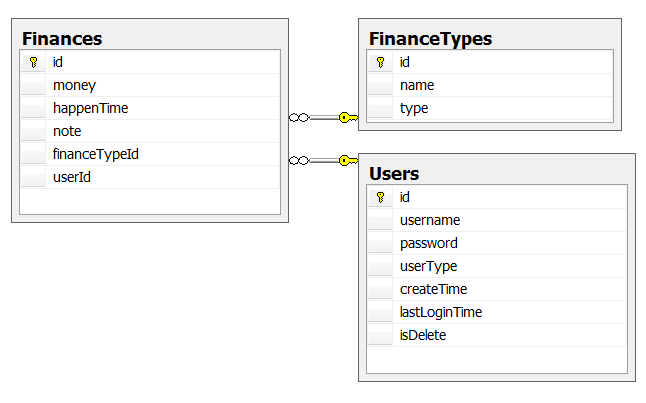 Finances
id
money
happenTime
note
financeTypeId
userId
FinanceTypes
id
name
type
Users
id
username
password
userType
createTime
lastLoginTime
isDelete